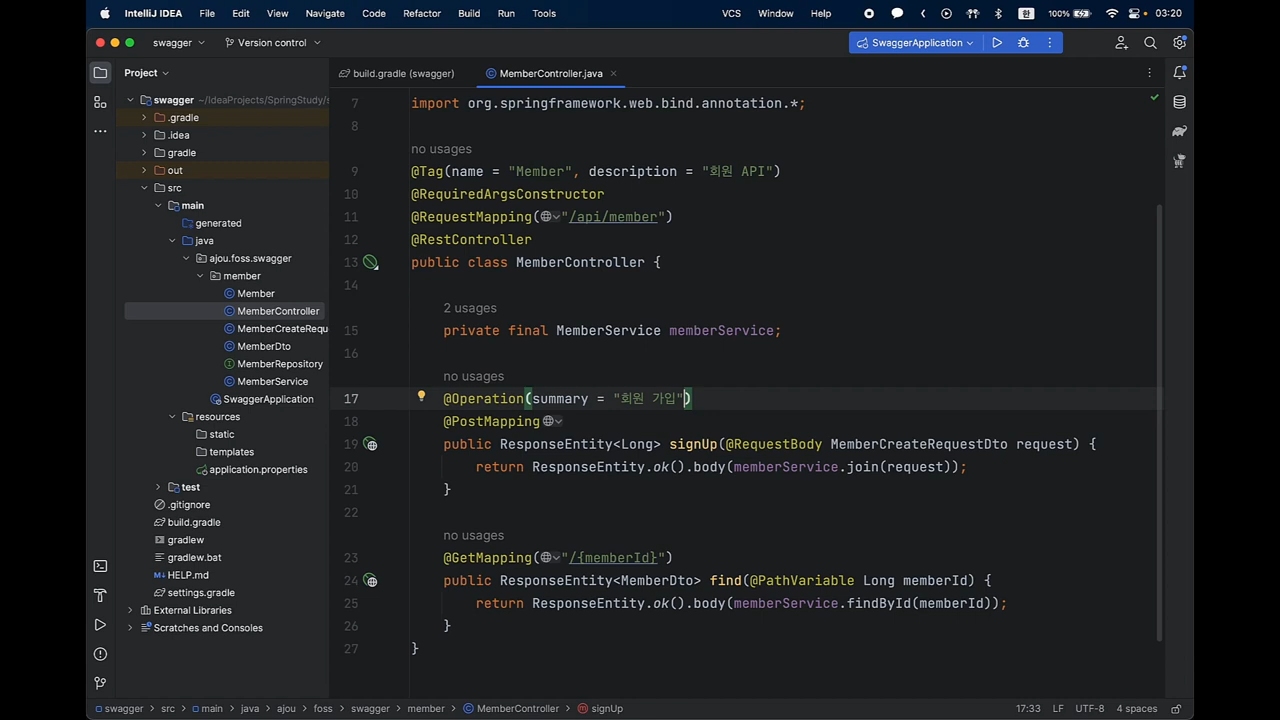 IntelliJ IDEA File Edit View Navigate Code Refactor Build Run Tools VCS Window Help 한 100% 03:20
swagger Version control SwaggerApplication
Project
build.gradle (swagger) MemberController.java
swagger ~/IdeaProjects/SpringStudy/s
.gradle
.idea
gradle
out
src
main
generated
java
ajou.foss.swagger
member
Member
MemberController
MemberCreateRequ
MemberDto
MemberRepository
MemberService
SwaggerApplication
resources
static
templates
application.properties
test
.gitignore
build.gradle
gradlew
gradlew.bat
HELP.md
settings.gradle
External Libraries
Scratches and Consoles
7 import org.springframework.web.bind.annotation.*;
8
no usages
9 @Tag(name = "Member", description = "회원 API")
10 @RequiredArgsConstructor
11 @RequestMapping("/api/member")
12 @RestController
13 public class MemberController {
14
2 usages
15 private final MemberService memberService;
16
no usages
17 @Operation(summary = "회원 가입")
18 @PostMapping
19 public ResponseEntity<Long> signUp(@RequestBody MemberCreateRequestDto request) {
20 return ResponseEntity.ok().body(memberService.join(request));
21 }
22
no usages
23 @GetMapping("/{memberId}")
24 public ResponseEntity<MemberDto> find(@PathVariable Long memberId) {
25 return ResponseEntity.ok().body(memberService.findById(memberId));
26 }
27 }
swagger > src > main > java > ajou > foss > swagger > member > MemberController > signUp 17:33 LF UTF-8 4 spaces